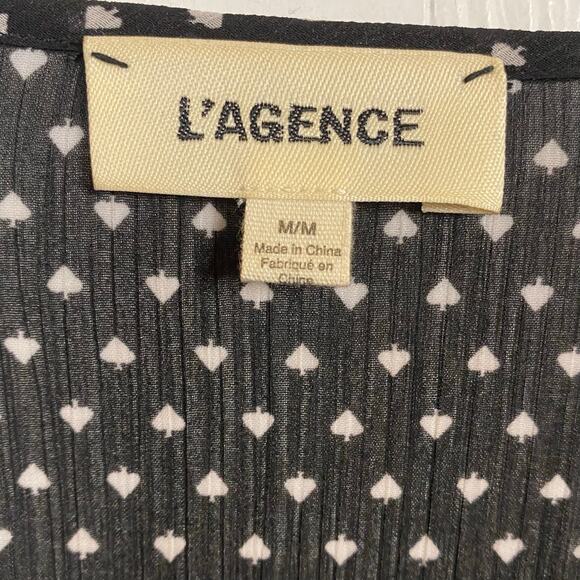 L'AGENCE
M/M
Made in China
Fabriqué en
Chine